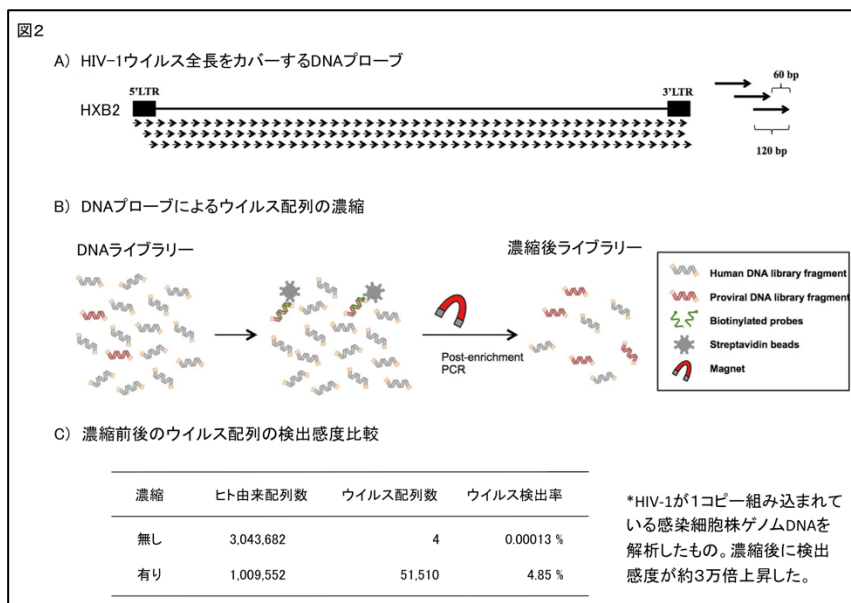 図2
A) HIV-1ウイルス全長をカバーするDNAプローブ
5'LTR
3'LTR
60 bp
HXB2
120 bp
B) DNAプローブによるウイルス配列の濃縮
DNAライブラリー
濃縮後ライブラリー
Post-enrichment
PCR
Human DNA library fragment
Proviral DNA library fragment
Biotinylated probes
Streptavidin beads
Magnet
C) 濃縮前後のウイルス配列の検出感度比較
濃縮 ヒト由来配列数 ウイルス配列数 ウイルス検出率
無し 3,043,682 4 0.00013 %
有り 1,009,552 51,510 4.85 %
*HIV-1が1コピー組み込まれて
いる感染細胞株ゲノムDNAを
解析したもの。濃縮後に検出
感度が約3万倍上昇した。